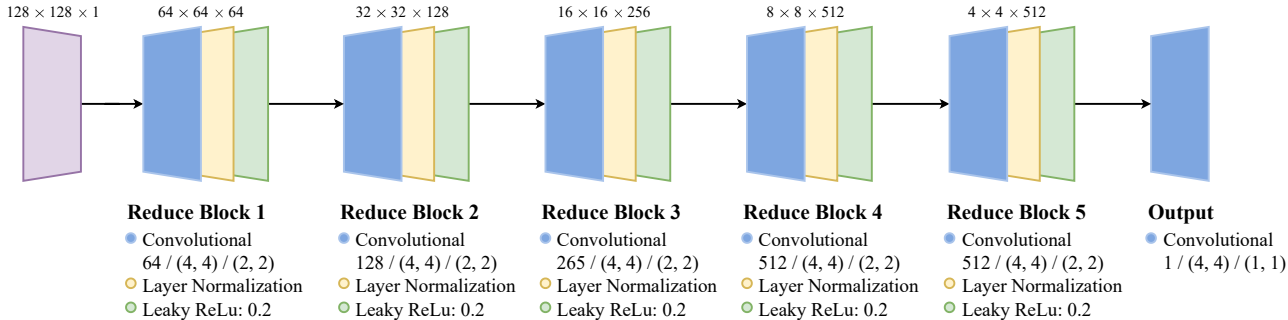 128 × 128 × 1
64 × 64 × 64
32 × 32 × 128
16 × 16 × 256
8 × 8 × 512
4 × 4 × 512
Reduce Block 1
Convolutional
64 / (4, 4) / (2, 2)
Layer Normalization
Leaky ReLu: 0.2
Reduce Block 2
Convolutional
128 / (4, 4) / (2, 2)
Layer Normalization
Leaky ReLu: 0.2
Reduce Block 3
Convolutional
265 / (4, 4) / (2, 2)
Layer Normalization
Leaky ReLu: 0.2
Reduce Block 4
Convolutional
512 / (4, 4) / (2, 2)
Layer Normalization
Leaky ReLu: 0.2
Reduce Block 5
Convolutional
512 / (4, 4) / (2, 2)
Layer Normalization
Leaky ReLu: 0.2
Output
Convolutional
1 / (4, 4) / (1, 1)